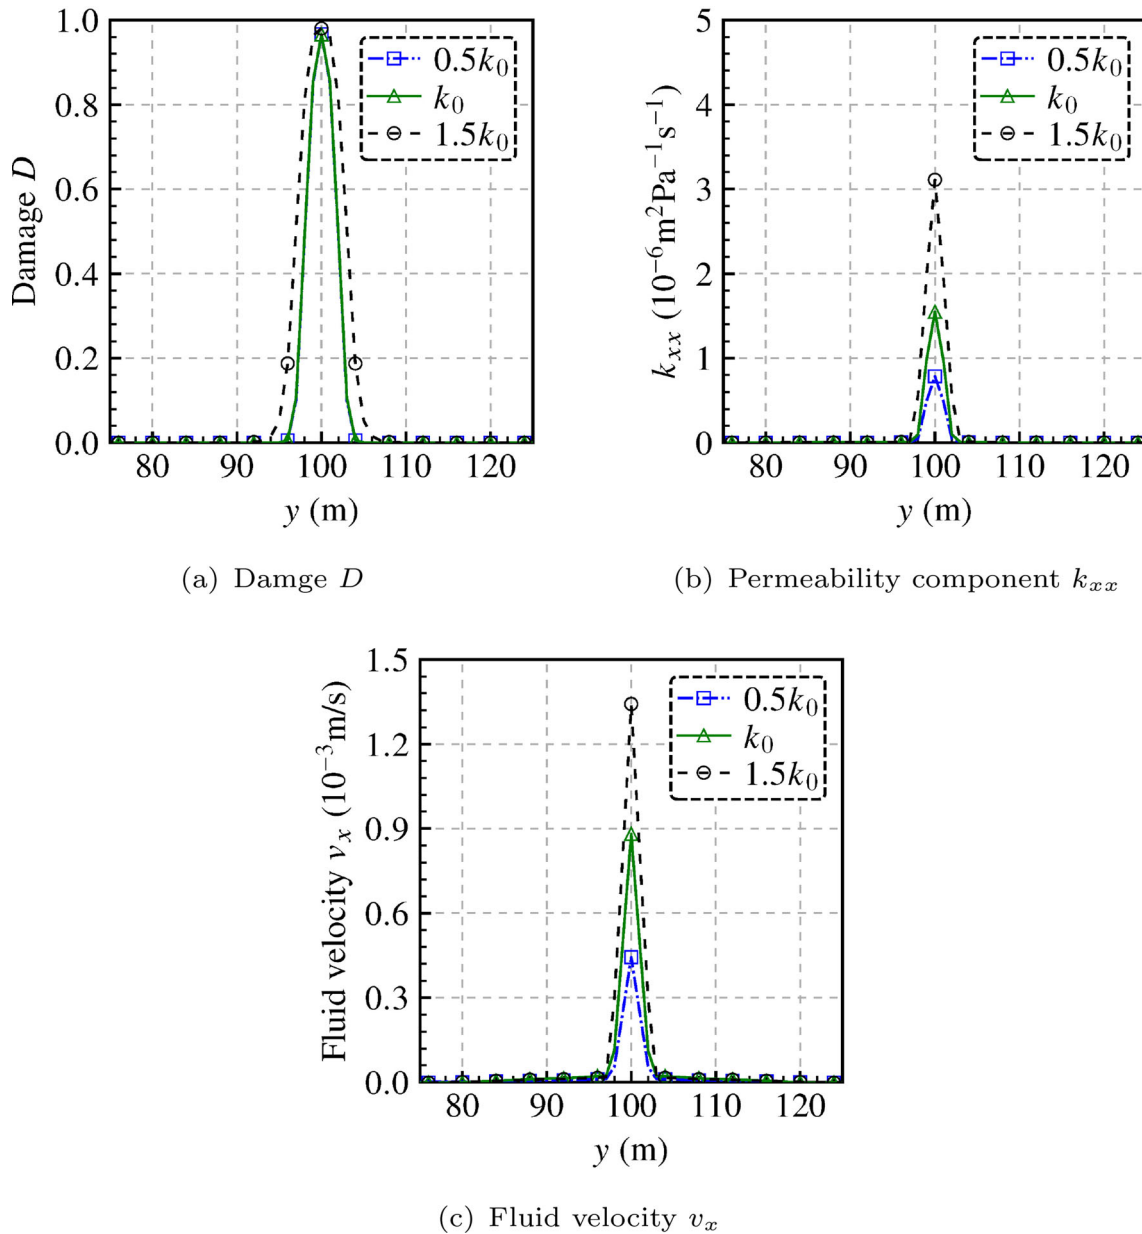 1.0
0.8
0.6
0.4
0.2
0.0
80 90 100 110 120
Damage D
y (m)
0.5k₀
k₀
1.5k₀
(a) Damge D
5
4
3
2
1
0
80 90 100 110 120
kₓₓ (10⁻⁶m²Pa⁻¹s⁻¹)
y (m)
0.5k₀
k₀
1.5k₀
(b) Permeability component kₓₓ
1.5
1.2
0.9
0.6
0.3
0.0
80 90 100 110 120
Fluid velocity vₓ (10⁻³m/s)
y (m)
0.5k₀
k₀
1.5k₀
(c) Fluid velocity vₓ